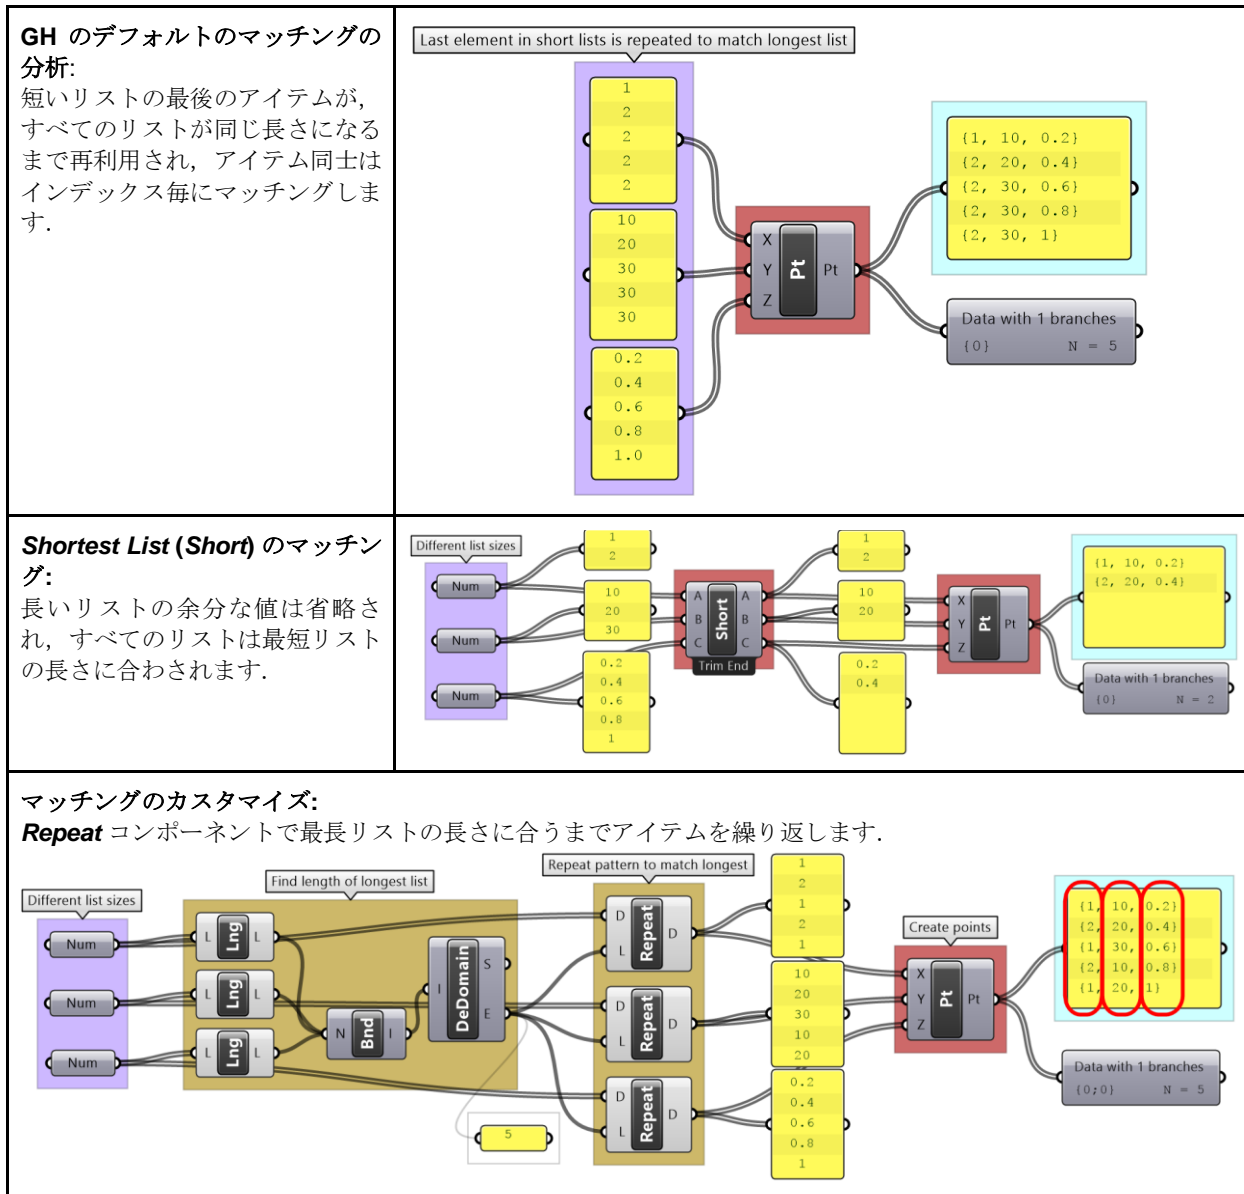 GH のデフォルトのマッチングの
分析:
短いリストの最後のアイテムが,
すべてのリストが同じ長さになる
まで再利用され, アイテム同士は
インデックス毎にマッチングしま
す.
Last element in short lists is repeated to match longest list
1
2
2
2
2
10
20
30
30
30
0.2
0.4
0.6
0.8
1.0
X
Y
Z
Pt
Pt
{1, 10, 0.2}
{2, 20, 0.4}
{2, 30, 0.6}
{2, 30, 0.8}
{2, 30, 1}
Data with 1 branches
{0} N = 5
Shortest List (Short) のマッチン
グ:
長いリストの余分な値は省略さ
れ, すべてのリストは最短リスト
の長さに合わされます.
Different list sizes
Num
Num
Num
1
2
10
20
30
0.2
0.4
0.6
0.8
1
A
B
C
Short
A
B
C
Trim End
1
2
10
20
0.2
0.4
X
Y
Z
Pt
Pt
{1, 10, 0.2}
{2, 20, 0.4}
Data with 1 branches
{0} N = 2
マッチングのカスタマイズ:
Repeat コンポーネントで最長リストの長さに合うまでアイテムを繰り返します.
Different list sizes
Num
Num
Num
Find length of longest list
L Lng L
L Lng L
L Lng L
N Bnd I
I
DeDomain
S
E
5
Repeat pattern to match longest
D
L
Repeat
D
D
L
Repeat
D
D
L
Repeat
D
1
2
1
2
1
10
20
30
10
20
0.2
0.4
0.6
0.8
1
Create points
X
Y
Z
Pt
Pt
{1, 10, 0.2}
{2, 20, 0.4}
{1, 30, 0.6}
{2, 10, 0.8}
{1, 20, 1}
Data with 1 branches
{0;0} N = 5